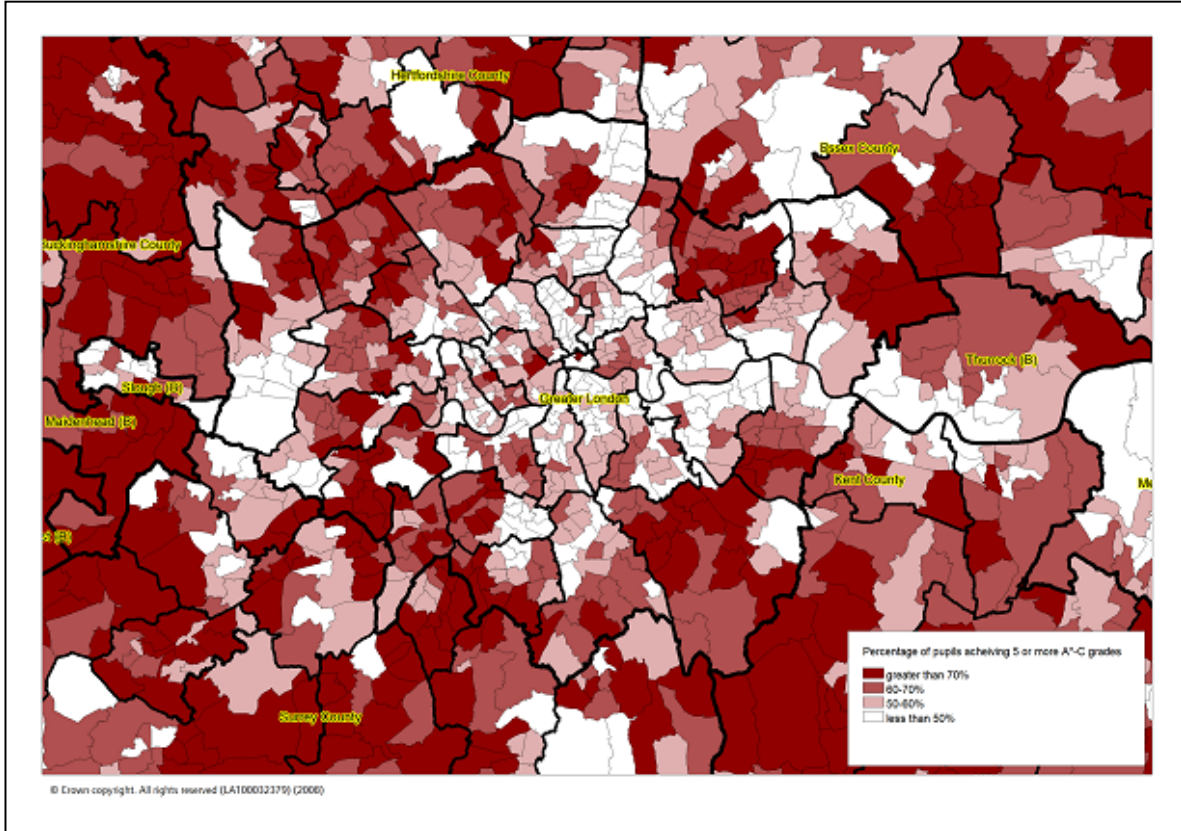 Hertfordshire County
Essex County
Buckinghamshire County
Thurrock (B)
Slough (B)
Greater London
Maidenhead (B)
Kent County
Me
(B)
Surrey County
Percentage of pupils acheiving 5 or more A*-C grades
greater than 70%
60-70%
50-60%
less than 50%
© Crown copyright. All rights reserved (LA100032379) (2008)